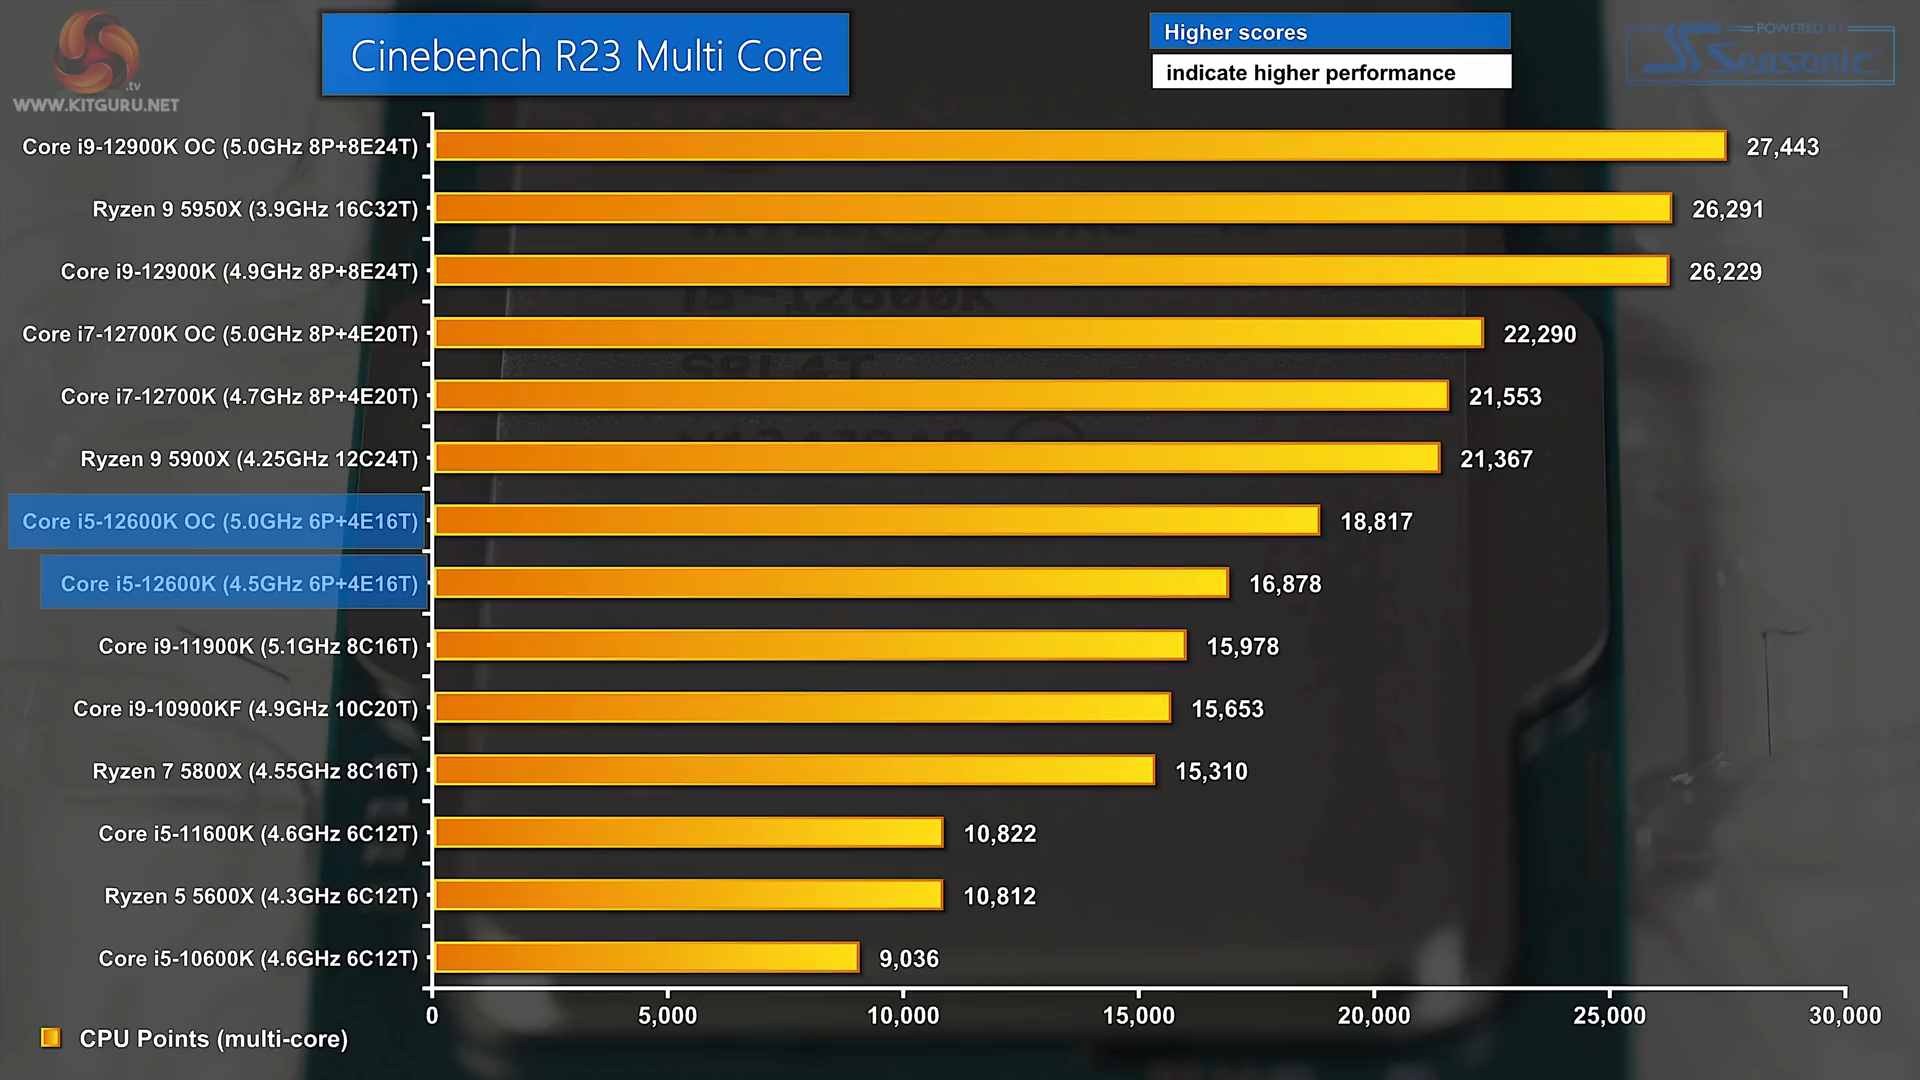 .tv
WWW.KITGURU.NET
Cinebench R23 Multi Core
Higher scores
indicate higher performance
POWERED BY
Seasonic
Core i9-12900K OC (5.0GHz 8P+8E24T) 27,443
Ryzen 9 5950X (3.9GHz 16C32T) 26,291
Core i9-12900K (4.9GHz 8P+8E24T) 26,229
Core i7-12700K OC (5.0GHz 8P+4E20T) 22,290
Core i7-12700K (4.7GHz 8P+4E20T) 21,553
Ryzen 9 5900X (4.25GHz 12C24T) 21,367
Core i5-12600K OC (5.0GHz 6P+4E16T) 18,817
Core i5-12600K (4.5GHz 6P+4E16T) 16,878
Core i9-11900K (5.1GHz 8C16T) 15,978
Core i9-10900KF (4.9GHz 10C20T) 15,653
Ryzen 7 5800X (4.55GHz 8C16T) 15,310
Core i5-11600K (4.6GHz 6C12T) 10,822
Ryzen 5 5600X (4.3GHz 6C12T) 10,812
Core i5-10600K (4.6GHz 6C12T) 9,036
0 5,000 10,000 15,000 20,000 25,000 30,000
CPU Points (multi-core)
i5-12600K